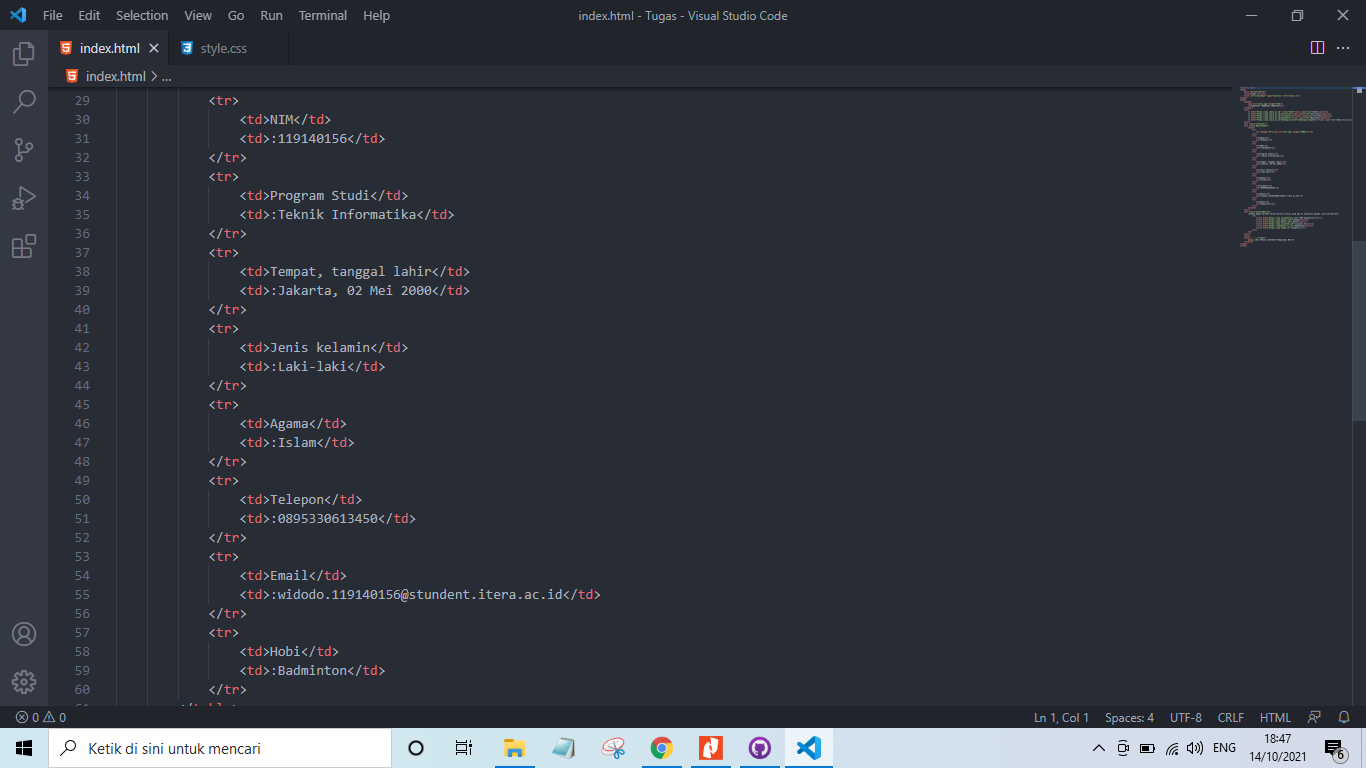 File Edit Selection View Go Run Terminal Help index.html - Tugas - Visual Studio Code
index.html style.css
index.html > ...
29 <tr>
30 <td>NIM</td>
31 <td>:119140156</td>
32 </tr>
33 <tr>
34 <td>Program Studi</td>
35 <td>:Teknik Informatika</td>
36 </tr>
37 <tr>
38 <td>Tempat, tanggal lahir</td>
39 <td>:Jakarta, 02 Mei 2000</td>
40 </tr>
41 <tr>
42 <td>Jenis kelamin</td>
43 <td>:Laki-laki</td>
44 </tr>
45 <tr>
46 <td>Agama</td>
47 <td>:Islam</td>
48 </tr>
49 <tr>
50 <td>Telepon</td>
51 <td>:0895330613450</td>
52 </tr>
53 <tr>
54 <td>Email</td>
55 <td>:widodo.119140156@stundent.itera.ac.id</td>
56 </tr>
57 <tr>
58 <td>Hobi</td>
59 <td>:Badminton</td>
60 </tr>
0 0 Ln 1, Col 1 Spaces: 4 UTF-8 CRLF HTML
Ketik di sini untuk mencari ENG 18:47
14/10/2021 6